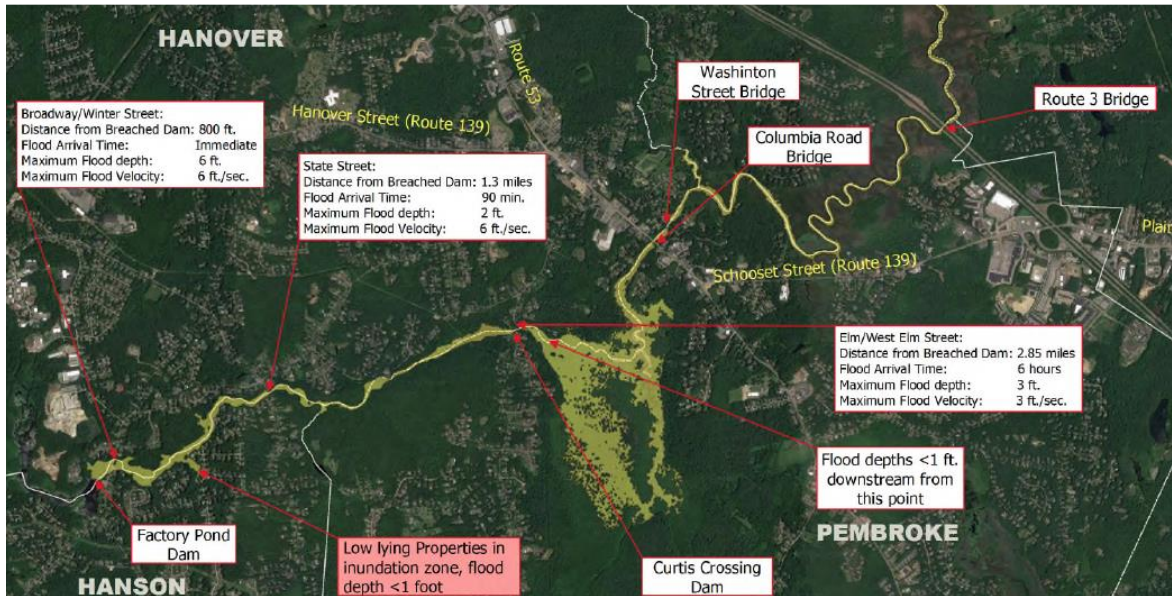 HANOVER
Route 53
Washinton
Street Bridge
Route 3 Bridge
Broadway/Winter Street:
Distance from Breached Dam: 800 ft.
Flood Arrival Time: Immediate
Maximum Flood depth: 6 ft.
Maximum Flood Velocity: 6 ft./sec.
Hanover Street (Route 139)
Columbia Road
Bridge
State Street:
Distance from Breached Dam: 1.3 miles
Flood Arrival Time: 90 min.
Maximum Flood depth: 2 ft.
Maximum Flood Velocity: 6 ft./sec.
Plait
Schooset Street (Route 139)
Elm/West Elm Street:
Distance from Breached Dam: 2.85 miles
Flood Arrival Time: 6 hours
Maximum Flood depth: 3 ft.
Maximum Flood Velocity: 3 ft./sec.
Flood depths <1 ft.
downstream from
this point
PEMBROKE
Factory Pond
Dam
Low lying Properties in
inundation zone, flood
depth <1 foot
Curtis Crossing
Dam
HANSON